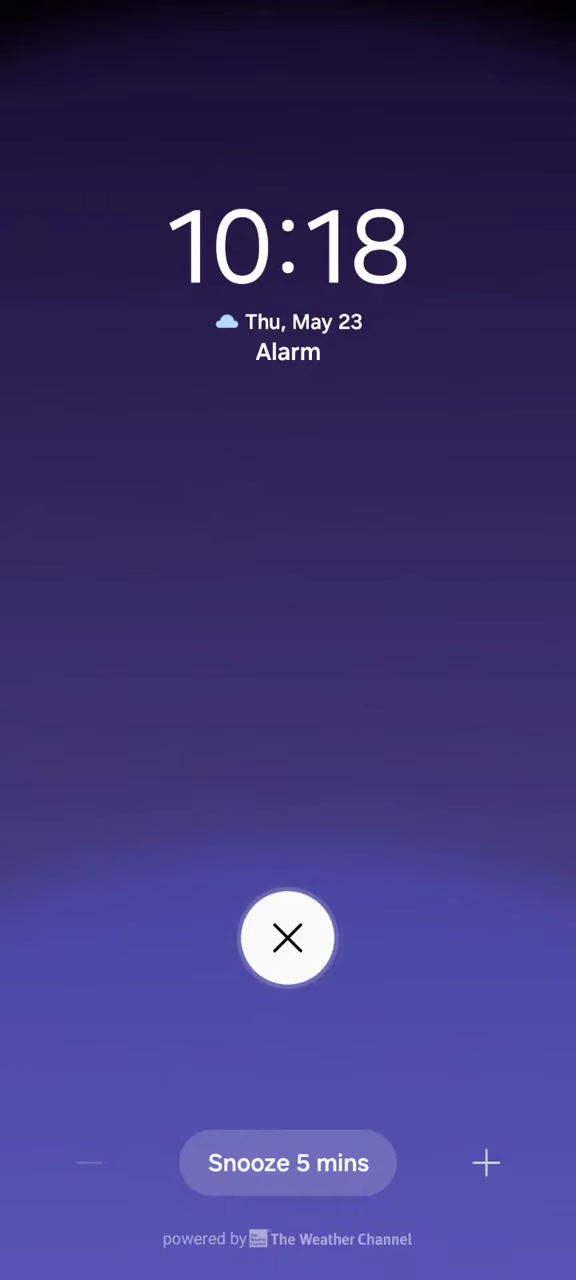 10:18
Thu, May 23
Alarm
Snooze 5 mins
powered by The Weather Channel